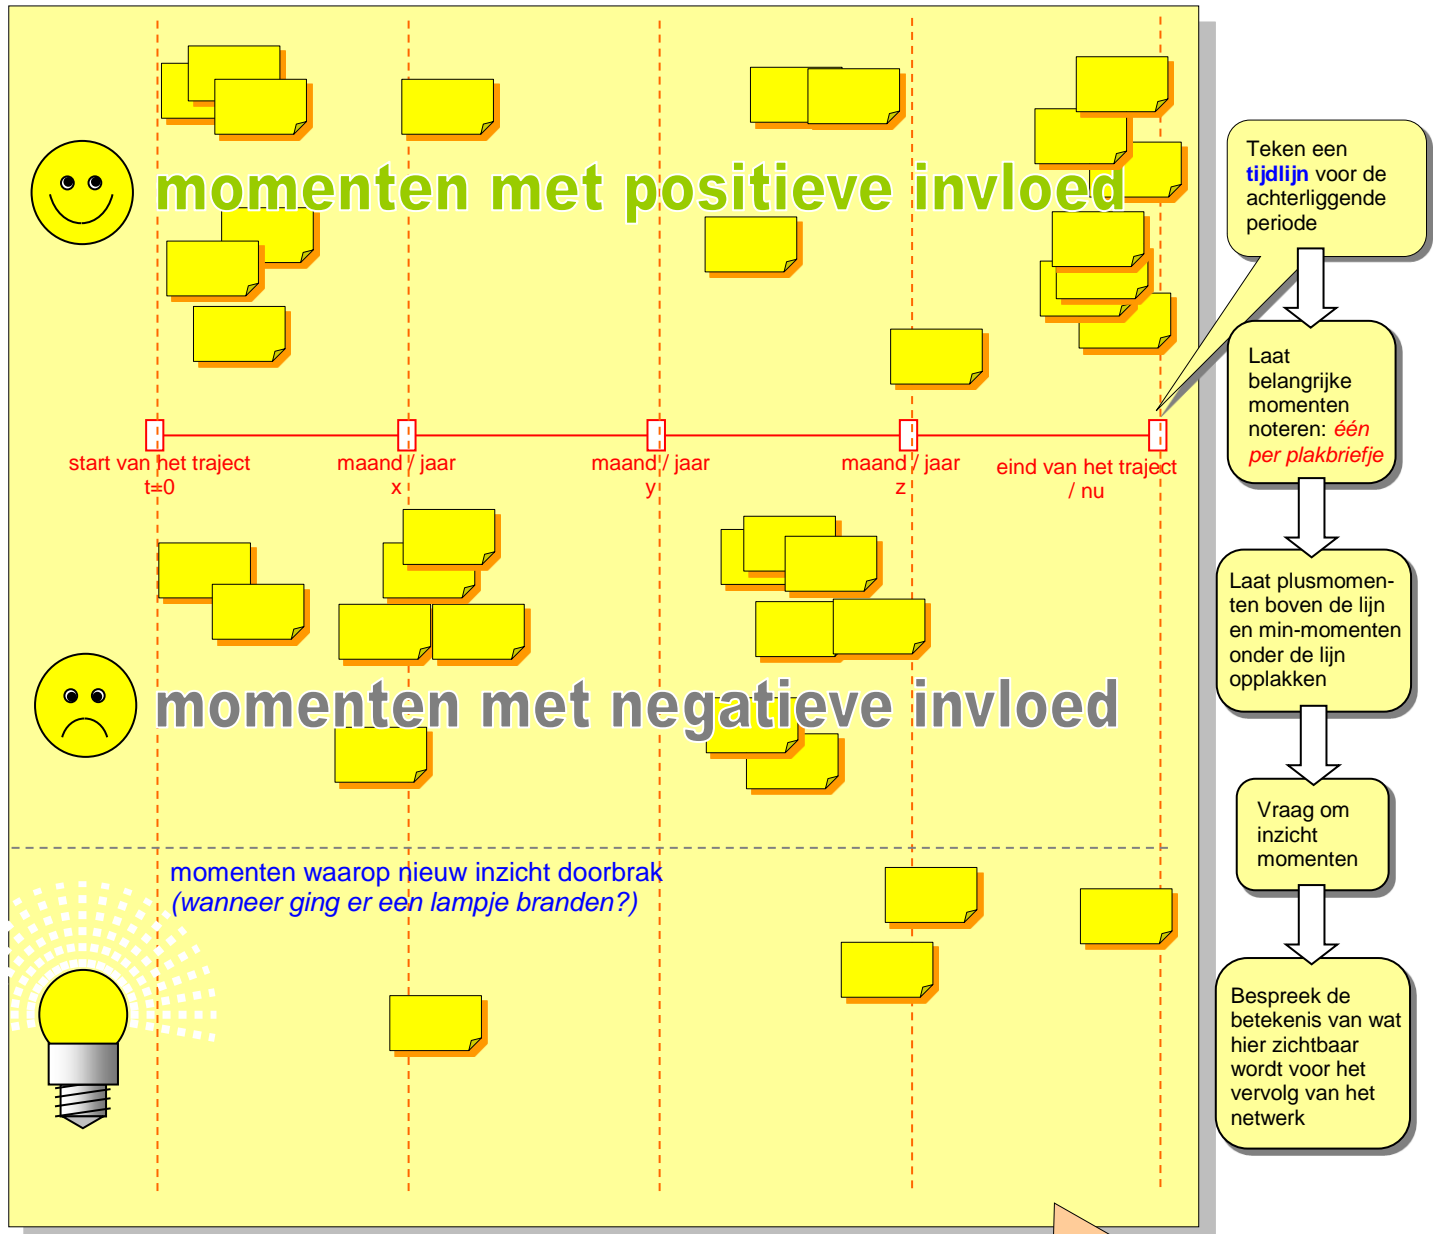 momenten met positieve invloed
start van het traject
t=0
maand / jaar
x
maand / jaar
y
maand / jaar
z
eind van het traject
/ nu
momenten met negatieve invloed
momenten waarop nieuw inzicht doorbrak
(wanneer ging er een lampje branden?)
Teken een
tijdlijn voor de
achterliggende
periode
Laat
belangrijke
momenten
noteren: één
per plakbriefje
Laat plusmomen-
ten boven de lijn
en min-momenten
onder de lijn
opplakken
Vraag om
inzicht
momenten
Bespreek de
betekenis van wat
hier zichtbaar
wordt voor het
vervolg van het
netwerk